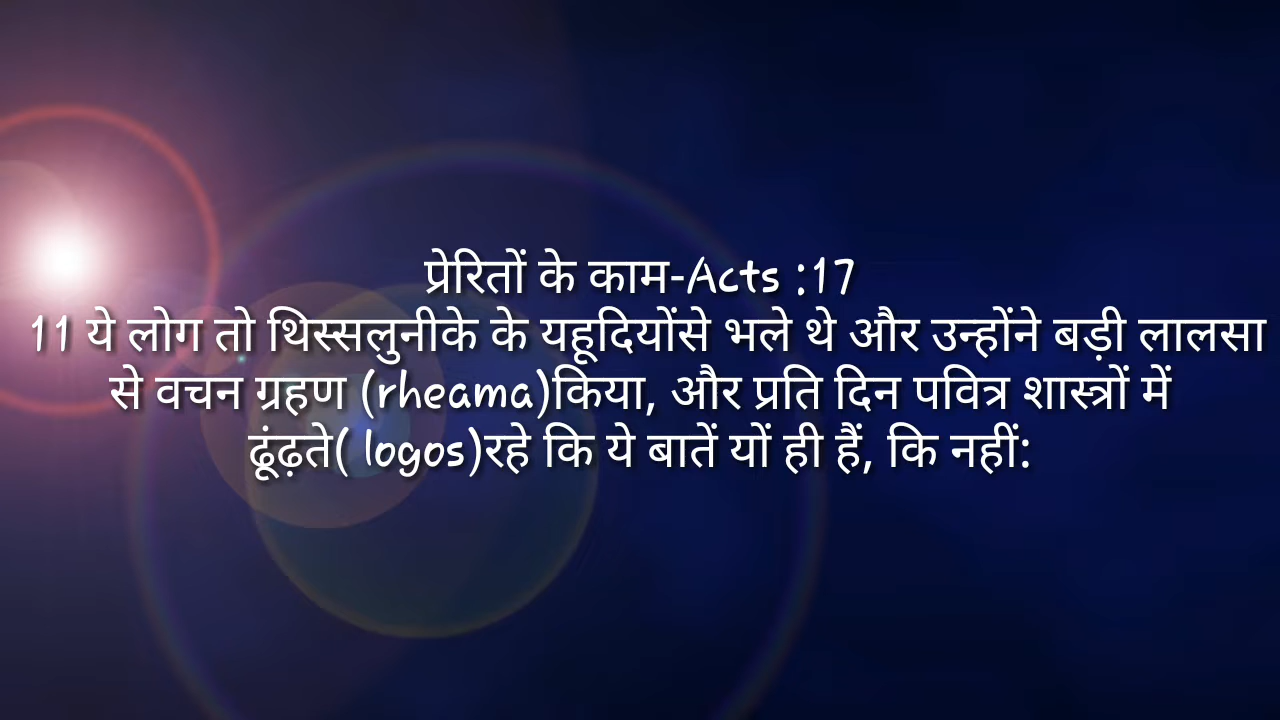 प्रेरितों के काम-Acts :17
11 ये लोग तो थिस्सलुनीके के यहूदियोंसे भले थे और उन्होंने बड़ी लालसा
से वचन ग्रहण (rheama)किया, और प्रति दिन पवित्र शास्त्रों में
ढूंढ़ते( logos)रहे कि ये बातें यों ही हैं, कि नहीं: